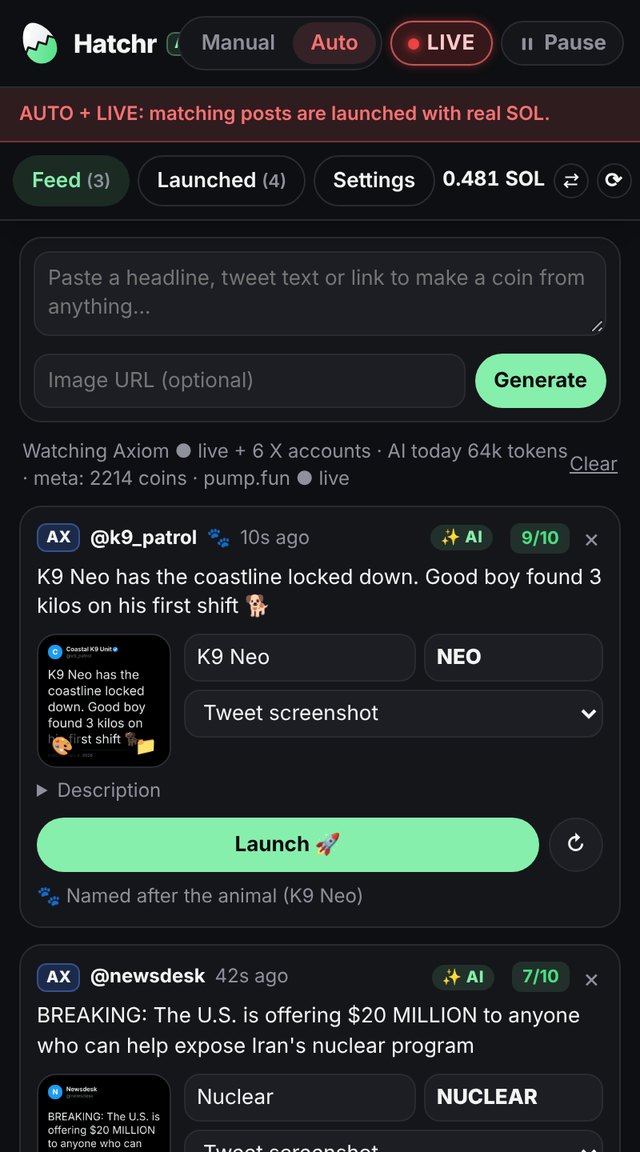 Hatchr
Manual
Auto
LIVE
Pause
AUTO + LIVE: matching posts are launched with real SOL.
Feed (3)
Launched (4)
Settings
0.481 SOL
Paste a headline, tweet text or link to make a coin from
anything...
Image URL (optional)
Generate
Watching Axiom ● live + 6 X accounts · AI today 64k tokens
· meta: 2214 coins · pump.fun ● live
Clear
AX @k9_patrol 🐾 10s ago ✨ AI 9/10 ×
K9 Neo has the coastline locked down. Good boy found 3
kilos on his first shift 🐕
C Coastal K9 Unit
@k9_patrol
K9 Neo has the
coastline locked
down. Good boy
found 3 kilos on
his first shift
K9 Neo
NEO
Tweet screenshot
Description
Launch 🚀
🐾 Named after the animal (K9 Neo)
AX @newsdesk 42s ago ✨ AI 7/10 ×
BREAKING: The U.S. is offering $20 MILLION to anyone
who can help expose Iran's nuclear program
N Newsdesk
@newsdesk
BREAKING: The U.S. is
offering $20 MILLION
to anyone who can
Nuclear
NUCLEAR
Tweet screenshot